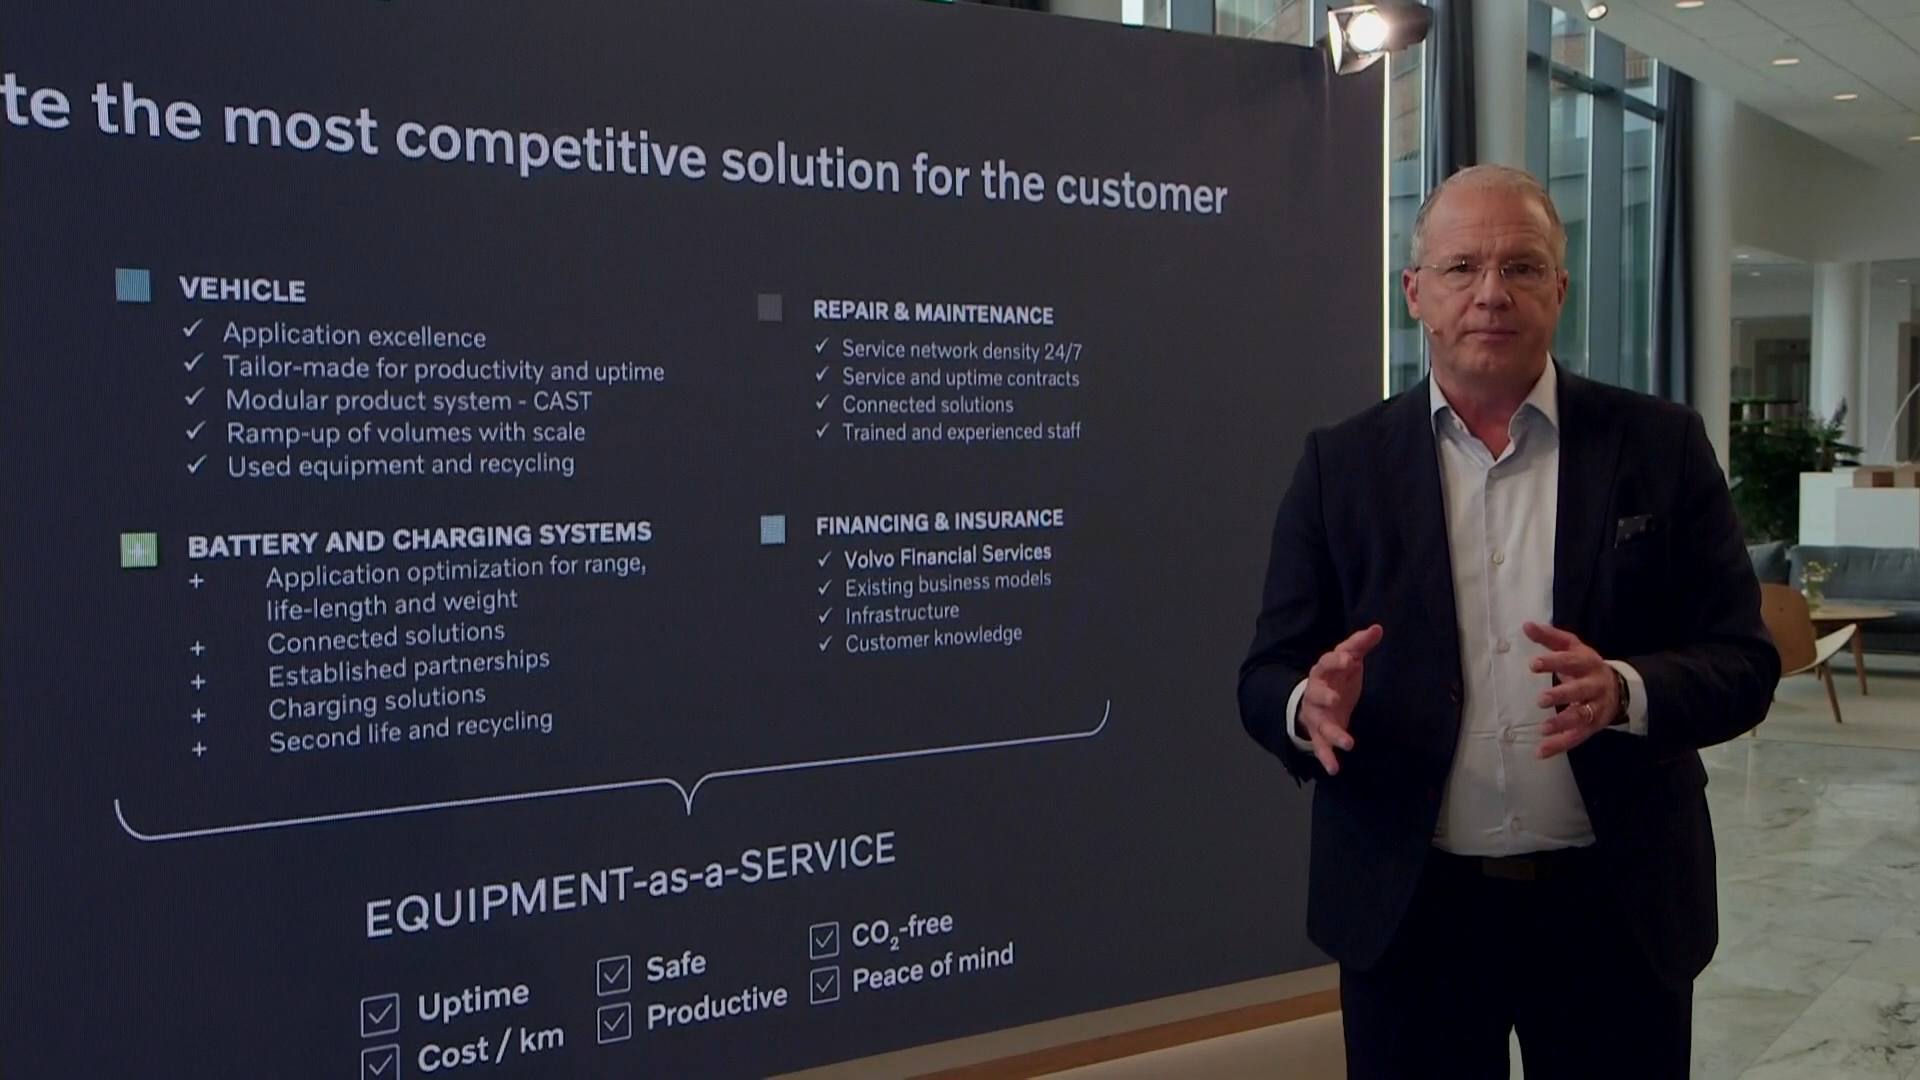 te the most competitive solution for the customer
VEHICLE
✓ Application excellence
✓ Tailor-made for productivity and uptime
✓ Modular product system - CAST
✓ Ramp-up of volumes with scale
✓ Used equipment and recycling
BATTERY AND CHARGING SYSTEMS
+ Application optimization for range,
life-length and weight
+ Connected solutions
+ Established partnerships
+ Charging solutions
+ Second life and recycling
REPAIR & MAINTENANCE
✓ Service network density 24/7
✓ Service and uptime contracts
✓ Connected solutions
✓ Trained and experienced staff
FINANCING & INSURANCE
✓ Volvo Financial Services
✓ Existing business models
✓ Infrastructure
✓ Customer knowledge
EQUIPMENT-as-a-SERVICE
Uptime
Cost / km
Safe
Productive
CO₂-free
Peace of mind